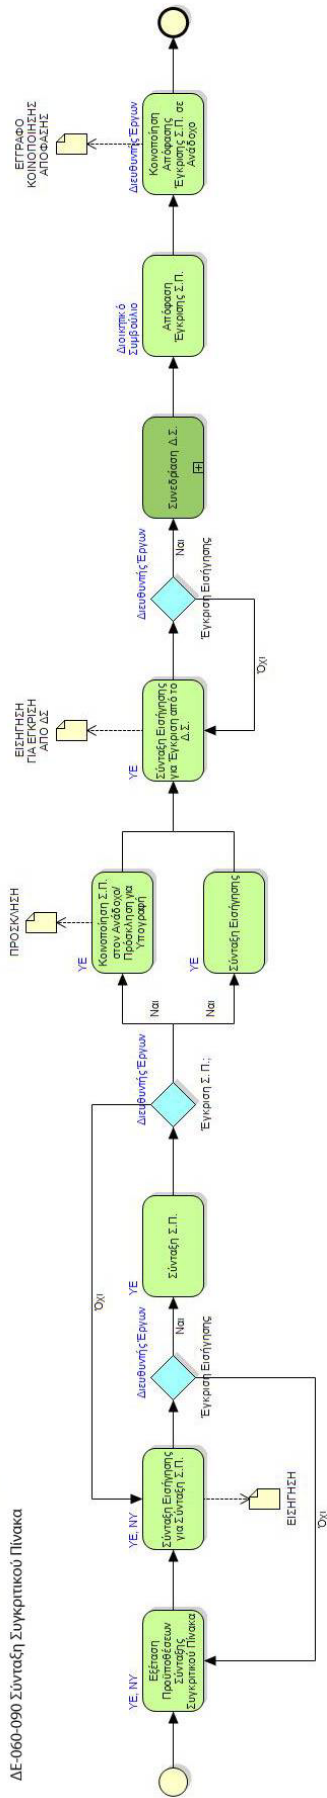 ΔΕ-060-090 Σύνταξη Συγκριτικού Πίνακα
ΥΕ, ΝΥ
Εξέταση
Προϋποθέσεων
Σύνταξης
Συγκριτικού Πίνακα
ΥΕ, ΝΥ
Σύνταξη Εισήγησης
για Σύνταξη Σ.Π.
ΕΙΣΗΓΗΣΗ
Διευθυντής Έργων
Έγκριση Εισήγησης
Ναι
Όχι
ΥΕ
Σύνταξη Σ.Π.
Διευθυντής Έργων
Έγκριση Σ. Π.;
Όχι
Ναι
Ναι
ΠΡΟΣΚΛΗΣΗ
ΥΕ
Κοινοποίηση Σ.Π.
στον Ανάδοχο/
Πρόσκληση για
Υπογραφή
ΥΕ
Σύνταξη Εισήγησης
ΕΙΣΗΓΗΣΗ
ΓΙΑ ΕΓΚΡΙΣΗ
ΑΠΟ ΔΣ
ΥΕ
Σύνταξη Εισήγησης
για Έγκριση από το
Δ.Σ.
Διευθυντής Έργων
Έγκριση Εισήγησης
Ναι
Όχι
Συνεδρίαση Δ.Σ.
Διοικητικό
Συμβούλιο
Απόφαση
Έγκρισης Σ.Π.
ΕΓΓΡΑΦΟ
ΚΟΙΝΟΠΟΙΗΣΗΣ
ΑΠΟΦΑΣΗΣ
Διευθυντής Έργων
Κοινοποίηση
Απόφασης
Έγκρισης Σ.Π. σε
Ανάδοχο